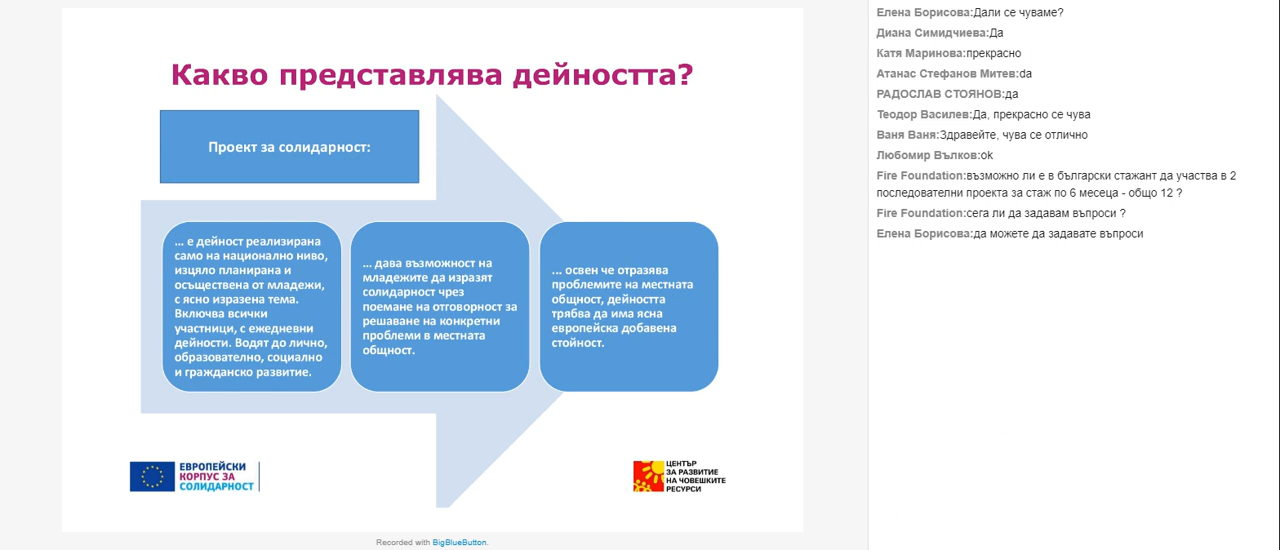 Какво представлява дейността?
Проект за солидарност:
... е дейност реализирана
само на национално ниво,
изцяло планирана и
осъществена от младежи,
с ясно изразена тема.
Включва всички
участници, с ежедневни
дейности. Водят до лично,
образователно, социално
и гражданско развитие.
... дава възможност на
младежите да изразят
солидарност чрез
поемане на отговорност за
решаване на конкретни
проблеми в местната
общност.
... освен че отразява
проблемите на местната
общност, дейността
трябва да има ясна
европейска добавена
стойност.
ЕВРОПЕЙСКИ
КОРПУС ЗА
СОЛИДАРНОСТ
ЦЕНТЪР
ЗА РАЗВИТИЕ
НА ЧОВЕШКИТЕ
РЕСУРСИ
Recorded with BigBlueButton.
Елена Борисова:Дали се чуваме?
Диана Симидчиева:Да
Катя Маринова:прекрасно
Атанас Стефанов Митев:da
РАДОСЛАВ СТОЯНОВ:да
Теодор Василев:Да, прекрасно се чува
Ваня Ваня:Здравейте, чува се отлично
Любомир Вълков:ok
Fire Foundation:възможно ли е в български стажант да участва в 2
последователни проекта за стаж по 6 месеца - общо 12 ?
Fire Foundation:сега ли да задавам въпроси ?
Елена Борисова:да можете да задавате въпроси